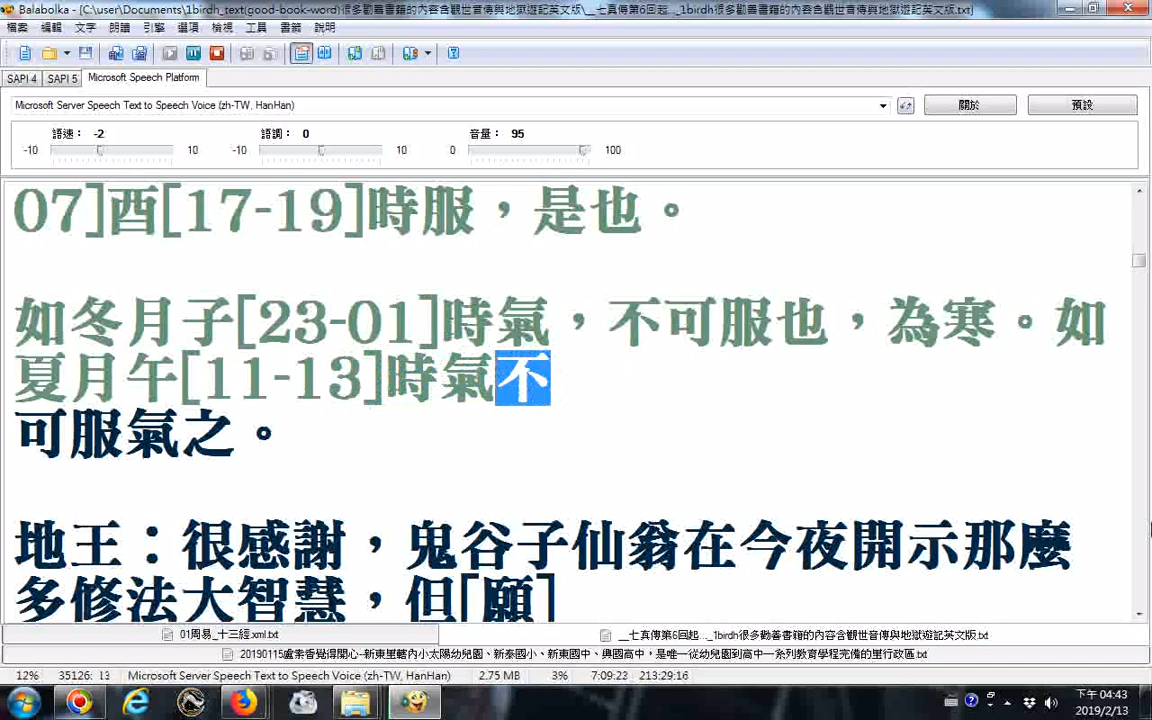 Balabolka - [C:\user\Documents\1birdh_text(good-book-word)很多勸善書籍的內容含觀世音傳與地獄遊記英文版\__七真傳第6回起..._1birdh很多勸善書籍的內容含觀世音傳與地獄遊記英文版.txt]
檔案 編輯 文字 朗讀 引擎 選項 檢視 工具 書籤 說明
SAPI 4 SAPI 5 Microsoft Speech Platform
Microsoft Server Speech Text to Speech Voice (zh-TW, HanHan) 關於 預設
語速： -2 語調： 0 音量： 95
-10 10 -10 10 0 100
07]酉[17-19]時服，是也。
如冬月子[23-01]時氣，不可服也，為寒。如
夏月午[11-13]時氣不
可服氣之。
地王：很感謝，鬼谷子仙翁在今夜開示那麼
多修法大智慧，但「願」
01周易_十三經.xml.txt __七真傳第6回起..._1birdh很多勸善書籍的內容含觀世音傳與地獄遊記英文版.txt
20190115盧素香覺得開心-新東里轄內小太陽幼兒園、新泰國小、新東國中、興國高中，是唯一從幼兒園到高中一系列教育學程完備的里行政區.txt
12% 35126: 13 Microsoft Server Speech Text to Speech Voice (zh-TW, HanHan) 2.75 MB 3% 7:09:23 213:29:16
下午 04:43
2019/2/13